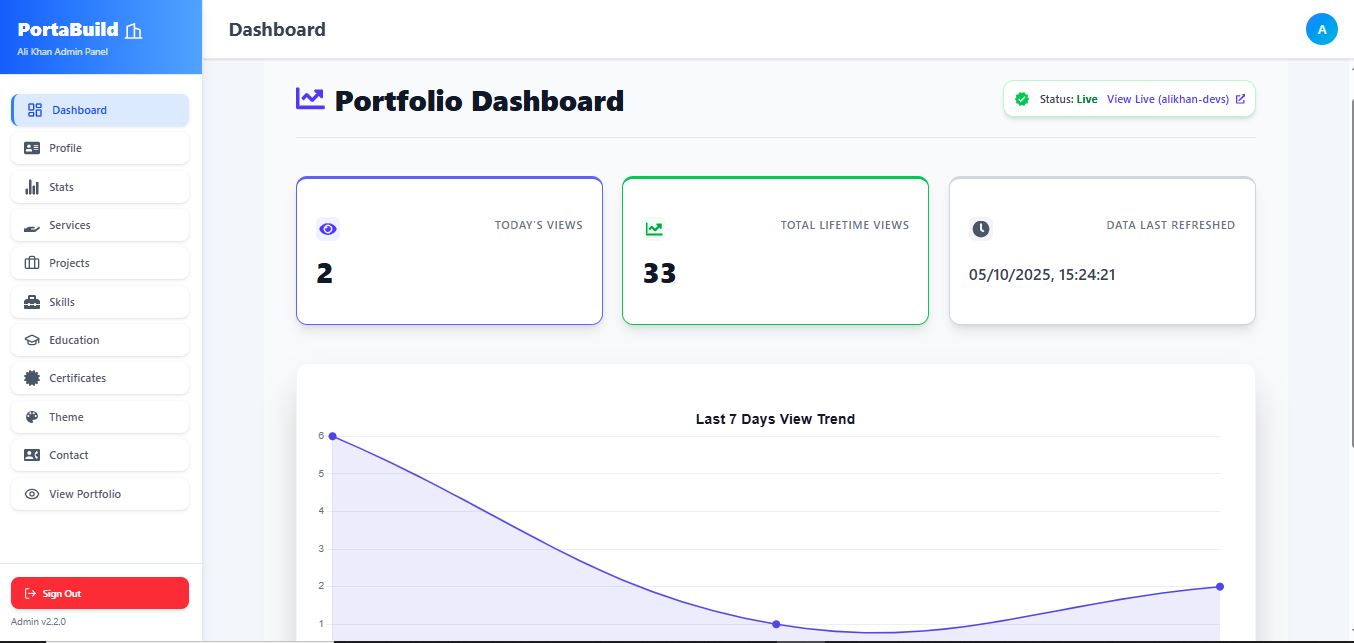 PortaBuild
Ali Khan Admin Panel
Dashboard
Profile
Stats
Services
Projects
Skills
Education
Certificates
Theme
Contact
View Portfolio
Sign Out
Admin v2.2.0
Dashboard
A
Portfolio Dashboard
Status: Live View Live (alikhan-devs)
TODAY'S VIEWS
2
TOTAL LIFETIME VIEWS
33
DATA LAST REFRESHED
05/10/2025, 15:24:21
Last 7 Days View Trend
6
5
4
3
2
1